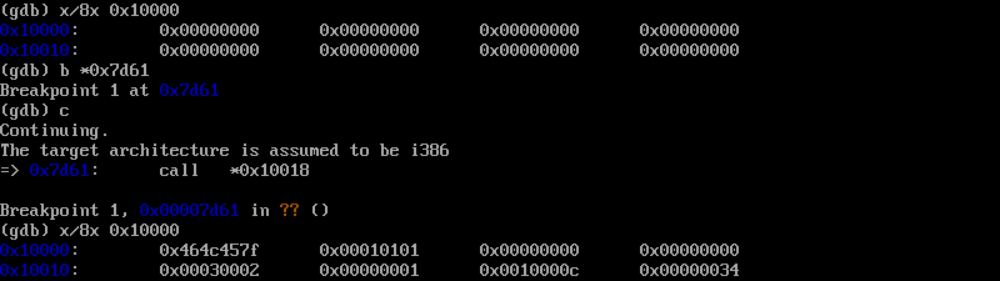 (gdb) x/8x 0x10000
0x10000: 0x00000000 0x00000000 0x00000000 0x00000000
0x10010: 0x00000000 0x00000000 0x00000000 0x00000000
(gdb) b *0x7d61
Breakpoint 1 at 0x7d61
(gdb) c
Continuing.
The target architecture is assumed to be i386
=> 0x7d61: call *0x10018
Breakpoint 1, 0x00007d61 in ?? ()
(gdb) x/8x 0x10000
0x10000: 0x464c457f 0x00010101 0x00000000 0x00000000
0x10010: 0x00030002 0x00000001 0x0010000c 0x00000034